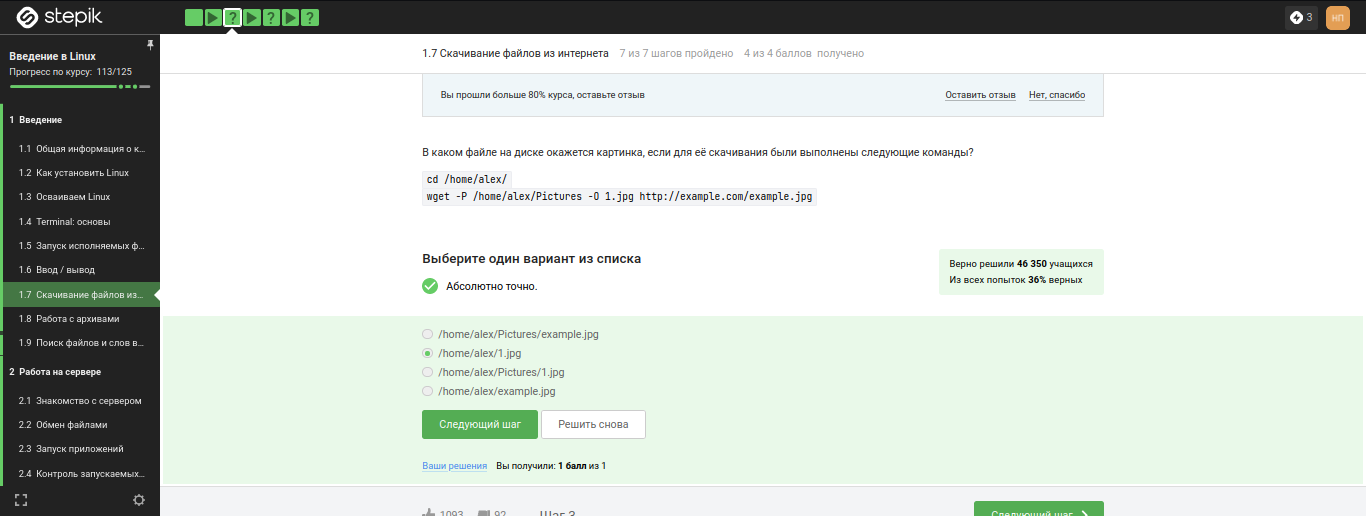 stepik
? ? ?
3
НП
Введение в Linux
Прогресс по курсу: 113/125
1 Введение
1.1 Общая информация о к...
1.2 Как установить Linux
1.3 Осваиваем Linux
1.4 Terminal: основы
1.5 Запуск исполняемых ф...
1.6 Ввод / вывод
1.7 Скачивание файлов из...
1.8 Работа с архивами
1.9 Поиск файлов и слов в...
2 Работа на сервере
2.1 Знакомство с сервером
2.2 Обмен файлами
2.3 Запуск приложений
2.4 Контроль запускаемых...
1.7 Скачивание файлов из интернета 7 из 7 шагов пройдено 4 из 4 баллов получено
Вы прошли больше 80% курса, оставьте отзыв Оставить отзыв Нет, спасибо
В каком файле на диске окажется картинка, если для её скачивания были выполнены следующие команды?
cd /home/alex/
wget -P /home/alex/Pictures -O 1.jpg http://example.com/example.jpg
Выберите один вариант из списка
Абсолютно точно.
Верно решили 46 350 учащихся
Из всех попыток 36% верных
/home/alex/Pictures/example.jpg
/home/alex/1.jpg
/home/alex/Pictures/1.jpg
/home/alex/example.jpg
Следующий шаг Решить снова
Ваши решения Вы получили: 1 балл из 1
1093 92 Шаг 3 Следующий шаг